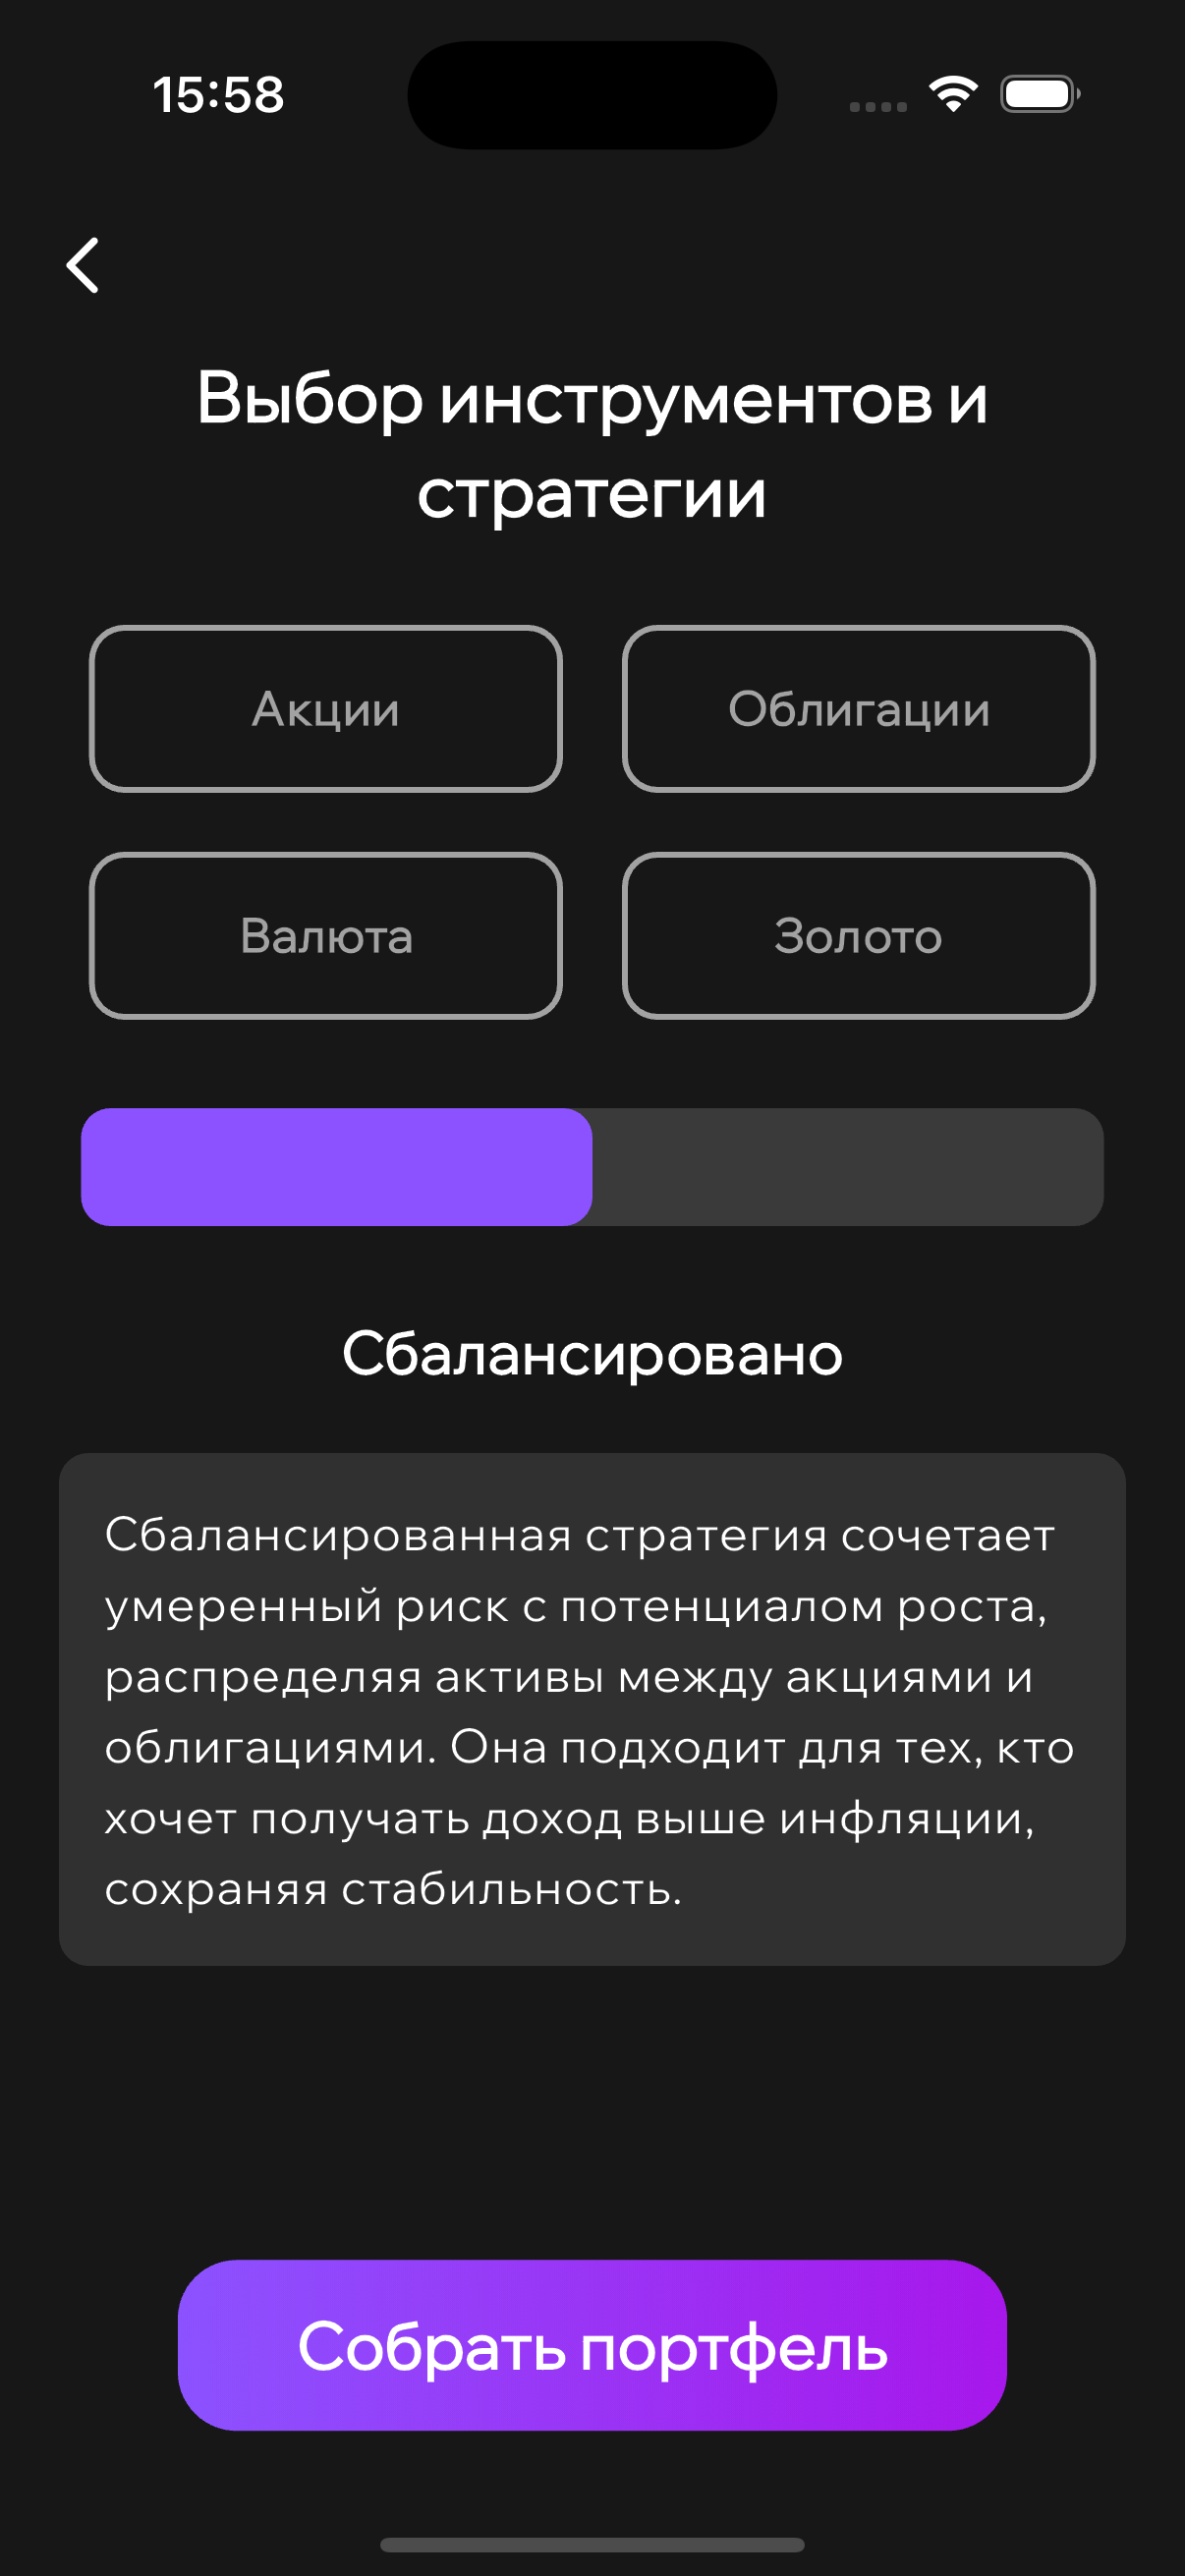 15:58
Выбор инструментов и
стратегии
Акции
Облигации
Валюта
Золото
Сбалансировано
Сбалансированная стратегия сочетает
умеренный риск с потенциалом роста,
распределяя активы между акциями и
облигациями. Она подходит для тех, кто
хочет получать доход выше инфляции,
сохраняя стабильность.
Собрать портфель